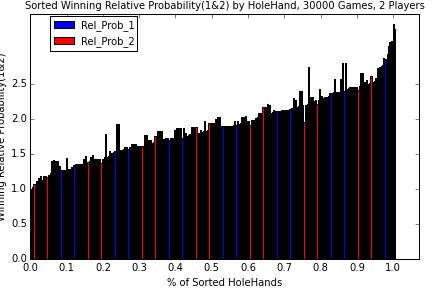 Sorted Winning Relative Probability(1&2) by HoleHand, 30000 Games, 2 Players
Rel_Prob_1
Rel_Prob_2
Winning Relative Probability(1&2)
2.5
2.0
1.5
1.0
0.5
0.0
0.0 0.1 0.2 0.3 0.4 0.5 0.6 0.7 0.8 0.9 1.0
% of Sorted HoleHands